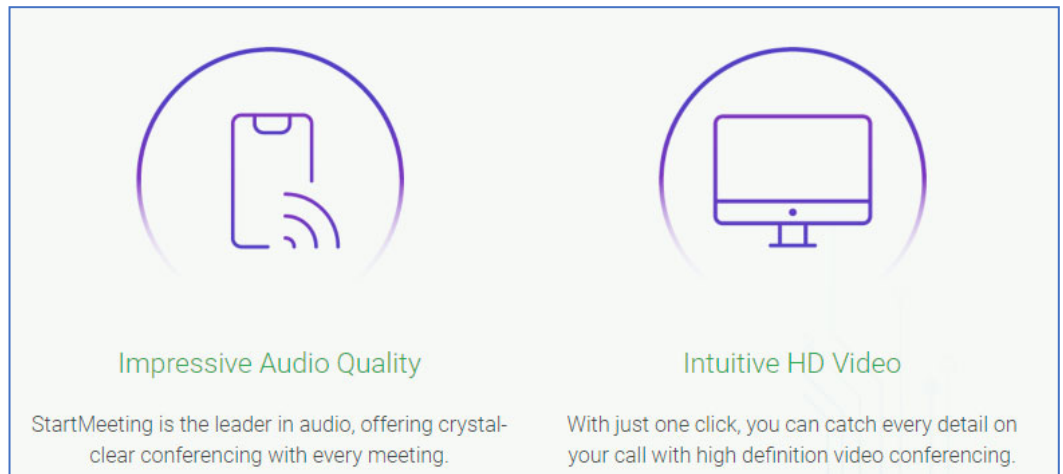 Impressive Audio Quality
StartMeeting is the leader in audio, offering crystal-
clear conferencing with every meeting.
Intuitive HD Video
With just one click, you can catch every detail on
your call with high definition video conferencing.